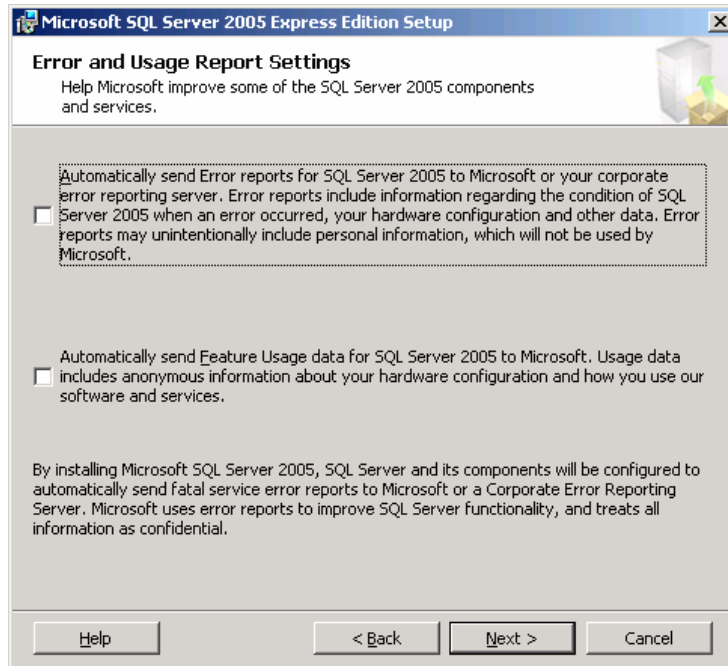 Microsoft SQL Server 2005 Express Edition Setup
Error and Usage Report Settings
Help Microsoft improve some of the SQL Server 2005 components
and services.
Automatically send Error reports for SQL Server 2005 to Microsoft or your corporate
error reporting server. Error reports include information regarding the condition of SQL
Server 2005 when an error occurred, your hardware configuration and other data. Error
reports may unintentionally include personal information, which will not be used by
Microsoft.
Automatically send Feature Usage data for SQL Server 2005 to Microsoft. Usage data
includes anonymous information about your hardware configuration and how you use our
software and services.
By installing Microsoft SQL Server 2005, SQL Server and its components will be configured to
automatically send fatal service error reports to Microsoft or a Corporate Error Reporting
Server. Microsoft uses error reports to improve SQL Server functionality, and treats all
information as confidential.
Help
< Back
Next >
Cancel